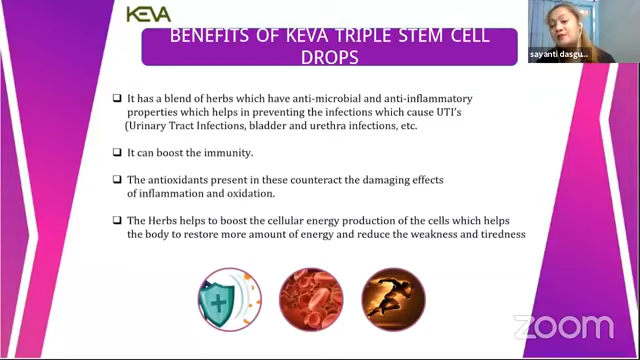 KEVA
BENEFITS OF KEVA TRIPLE STEM CELL
DROPS
sayanti dasgu...
It has a blend of herbs which have anti-microbial and anti-inflammatory
properties which helps in preventing the infections which cause UTI's
(Urinary Tract Infections, bladder and urethra infections, etc.
It can boost the immunity.
The antioxidants present in these counteract the damaging effects
of inflammation and oxidation.
The Herbs helps to boost the cellular energy production of the cells which helps
the body to restore more amount of energy and reduce the weakness and tiredness
zoom